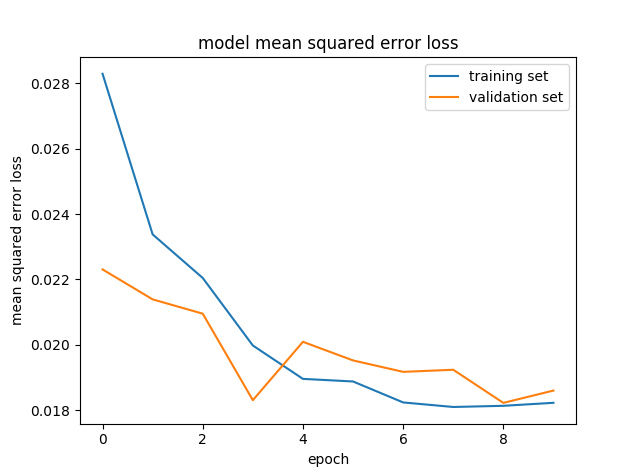 model mean squared error loss
training set
validation set
mean squared error loss
0.028
0.026
0.024
0.022
0.020
0.018
0 2 4 6 8
epoch